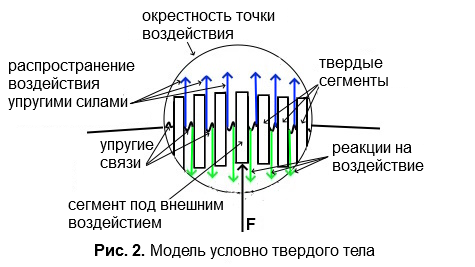 окрестность точки
воздействия
распространение
воздействия
упругими силами
твердые
сегменты
упругие
связи
реакции на
воздействие
сегмент под внешним
воздейстием
F
Рис. 2. Модель условно твердого тела